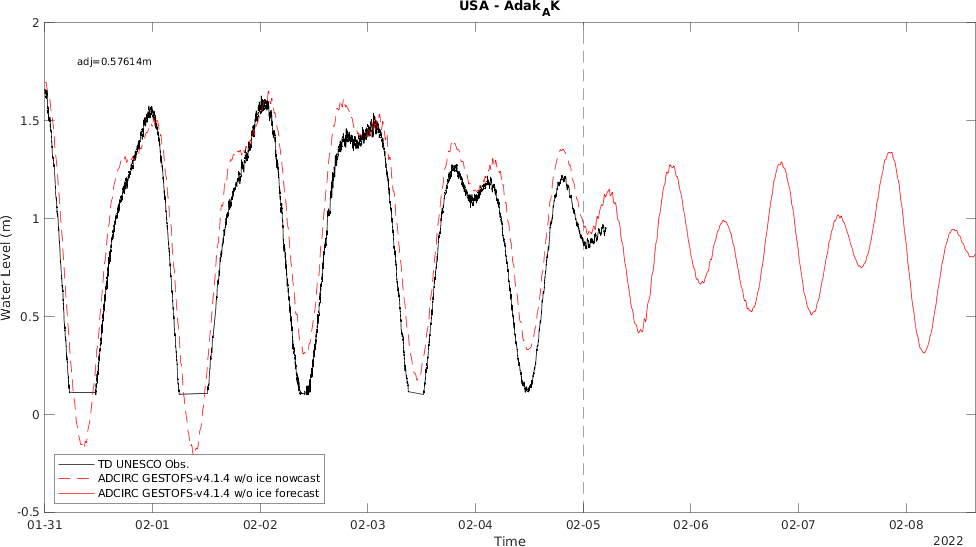 USA - Adak AK
adj=0.57614m
2
1.5
1
0.5
0
-0.5
Water Level (m)
TD UNESCO Obs.
ADCIRC GESTOFS-v4.1.4 w/o ice nowcast
ADCIRC GESTOFS-v4.1.4 w/o ice forecast
01-31 02-01 02-02 02-03 02-04 02-05 02-06 02-07 02-08
Time
2022